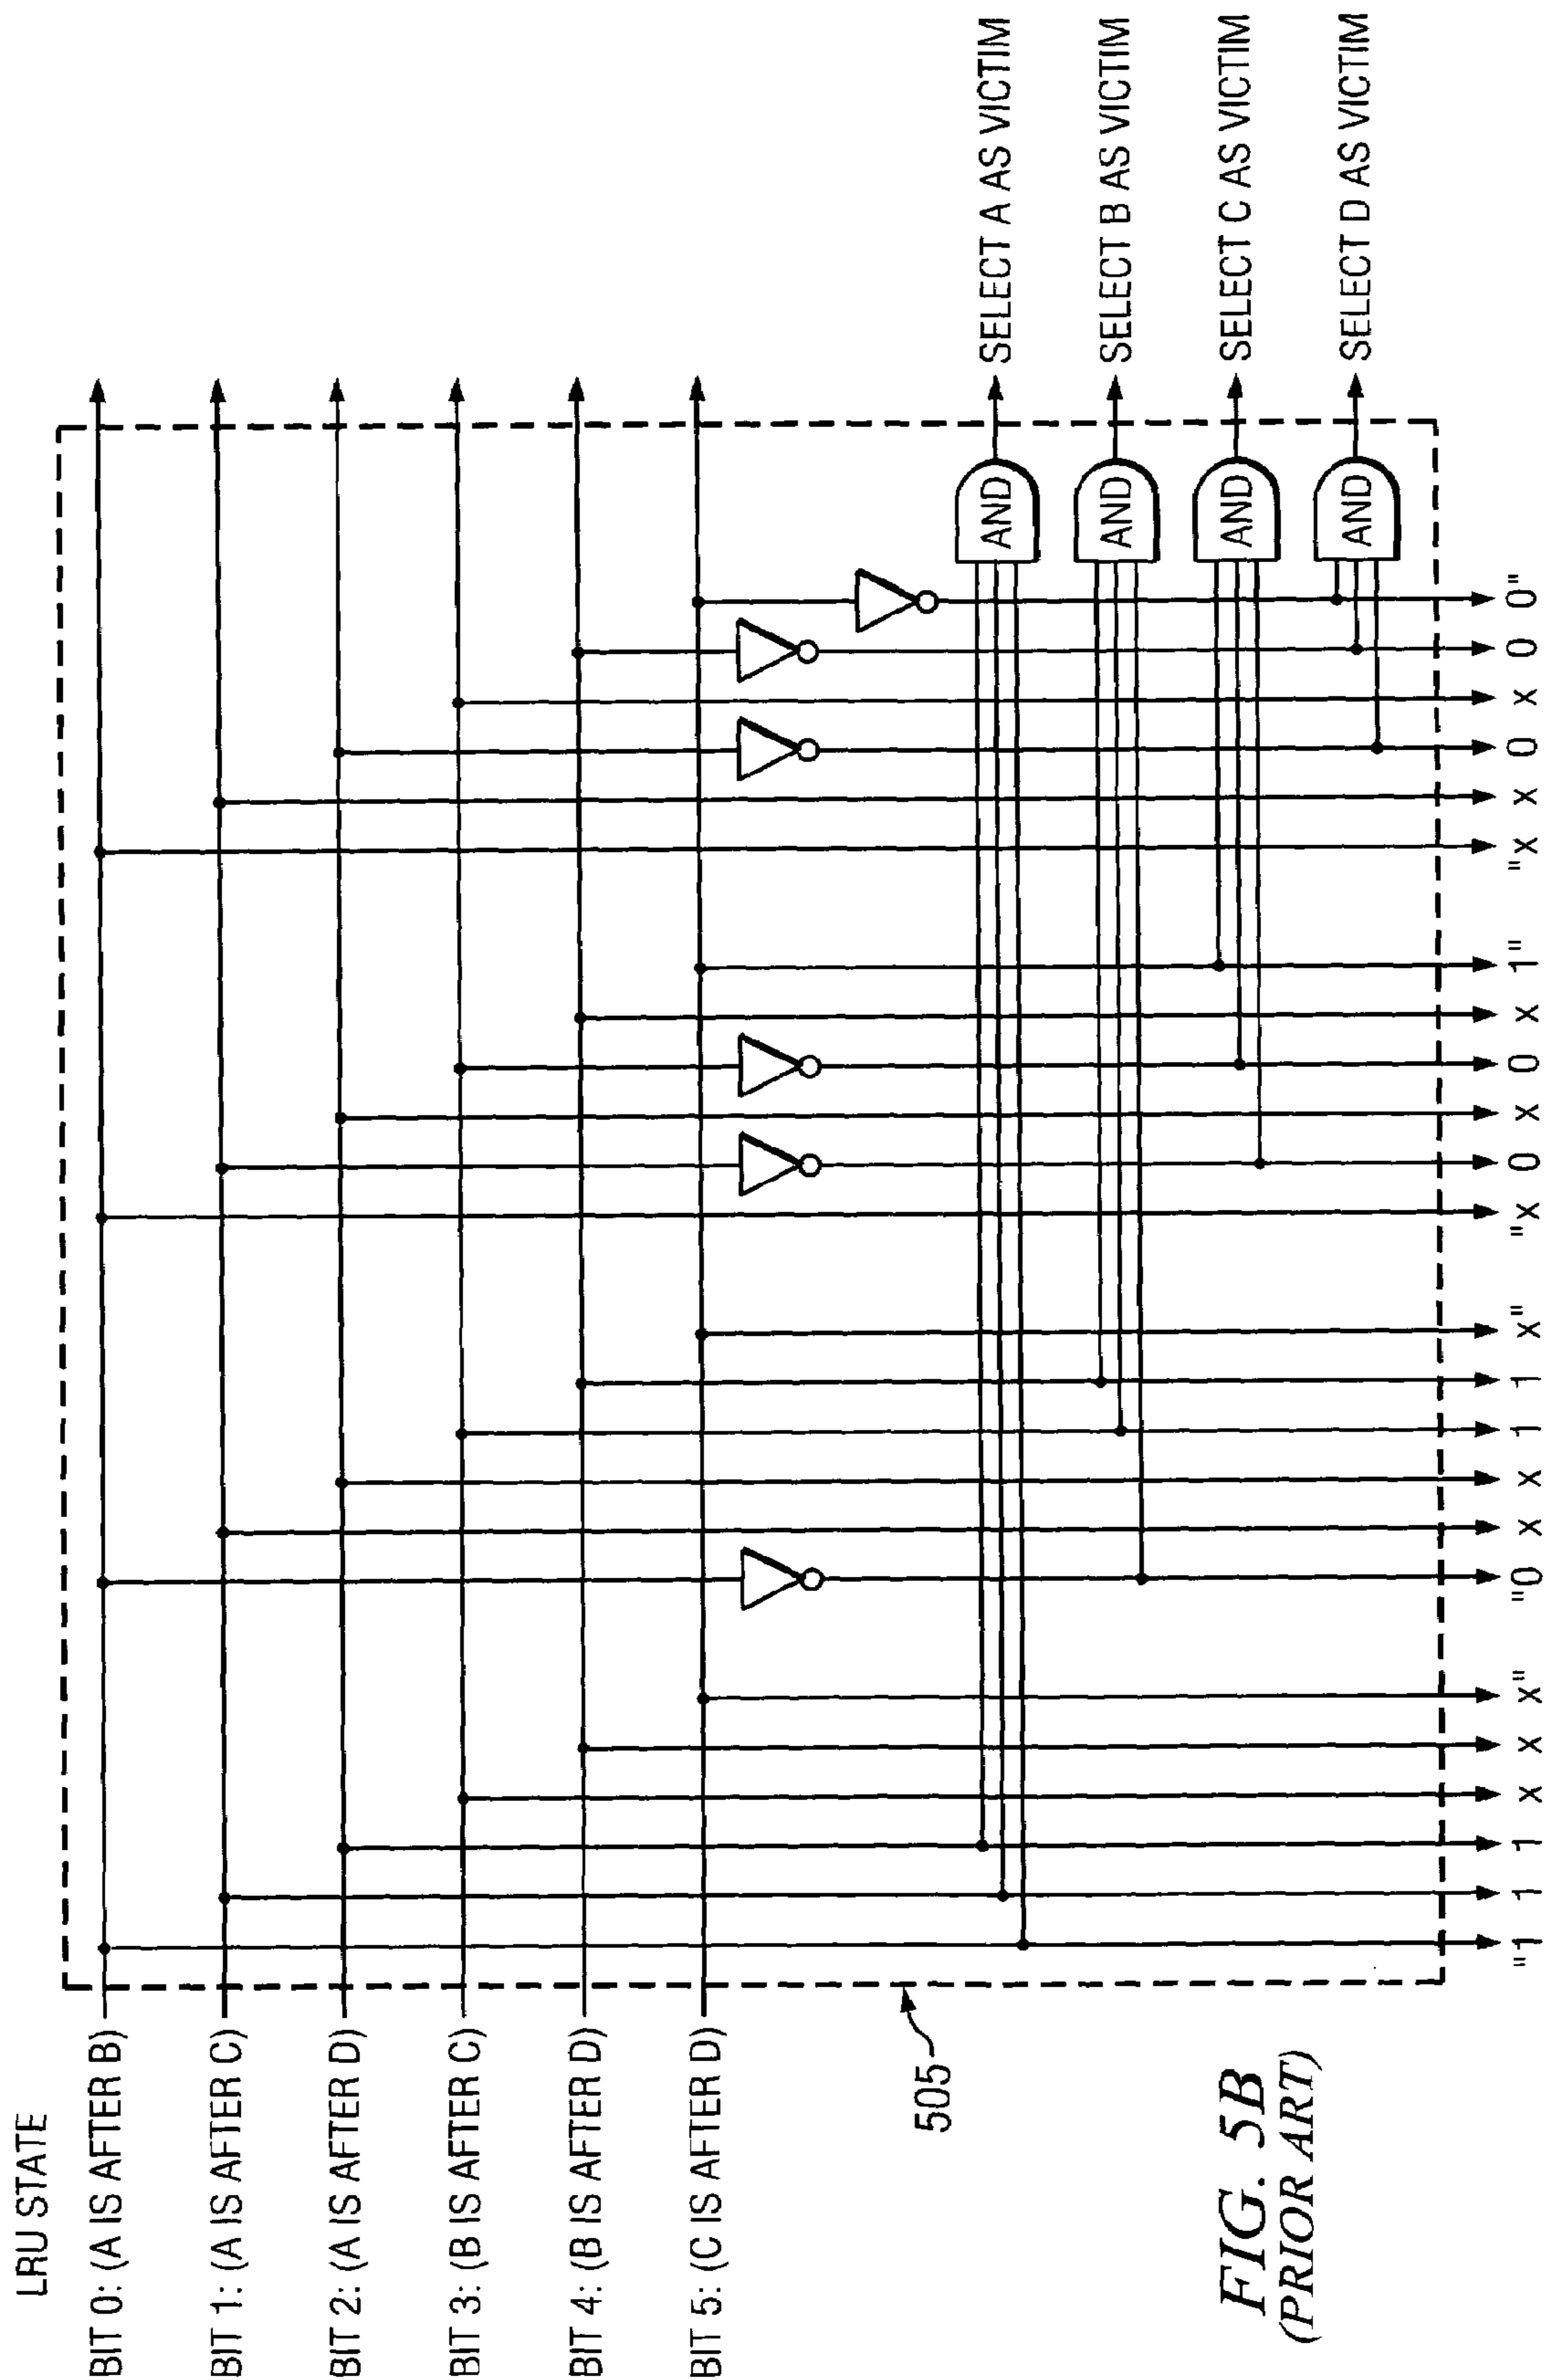 LRU STATE
BIT 0: (A IS AFTER B)
BIT 1: (A IS AFTER C)
BIT 2: (A IS AFTER D)
BIT 3: (B IS AFTER C)
BIT 4: (B IS AFTER D)
BIT 5: (C IS AFTER D)
505
AND
SELECT A AS VICTIM
AND
SELECT B AS VICTIM
AND
SELECT C AS VICTIM
AND
SELECT D AS VICTIM
"1 1 1 x x x" "0 x x 1 1 x" "x 0 x 0 x 1" "x x 0 x 0 0"
FIG. 5B
(PRIOR ART)